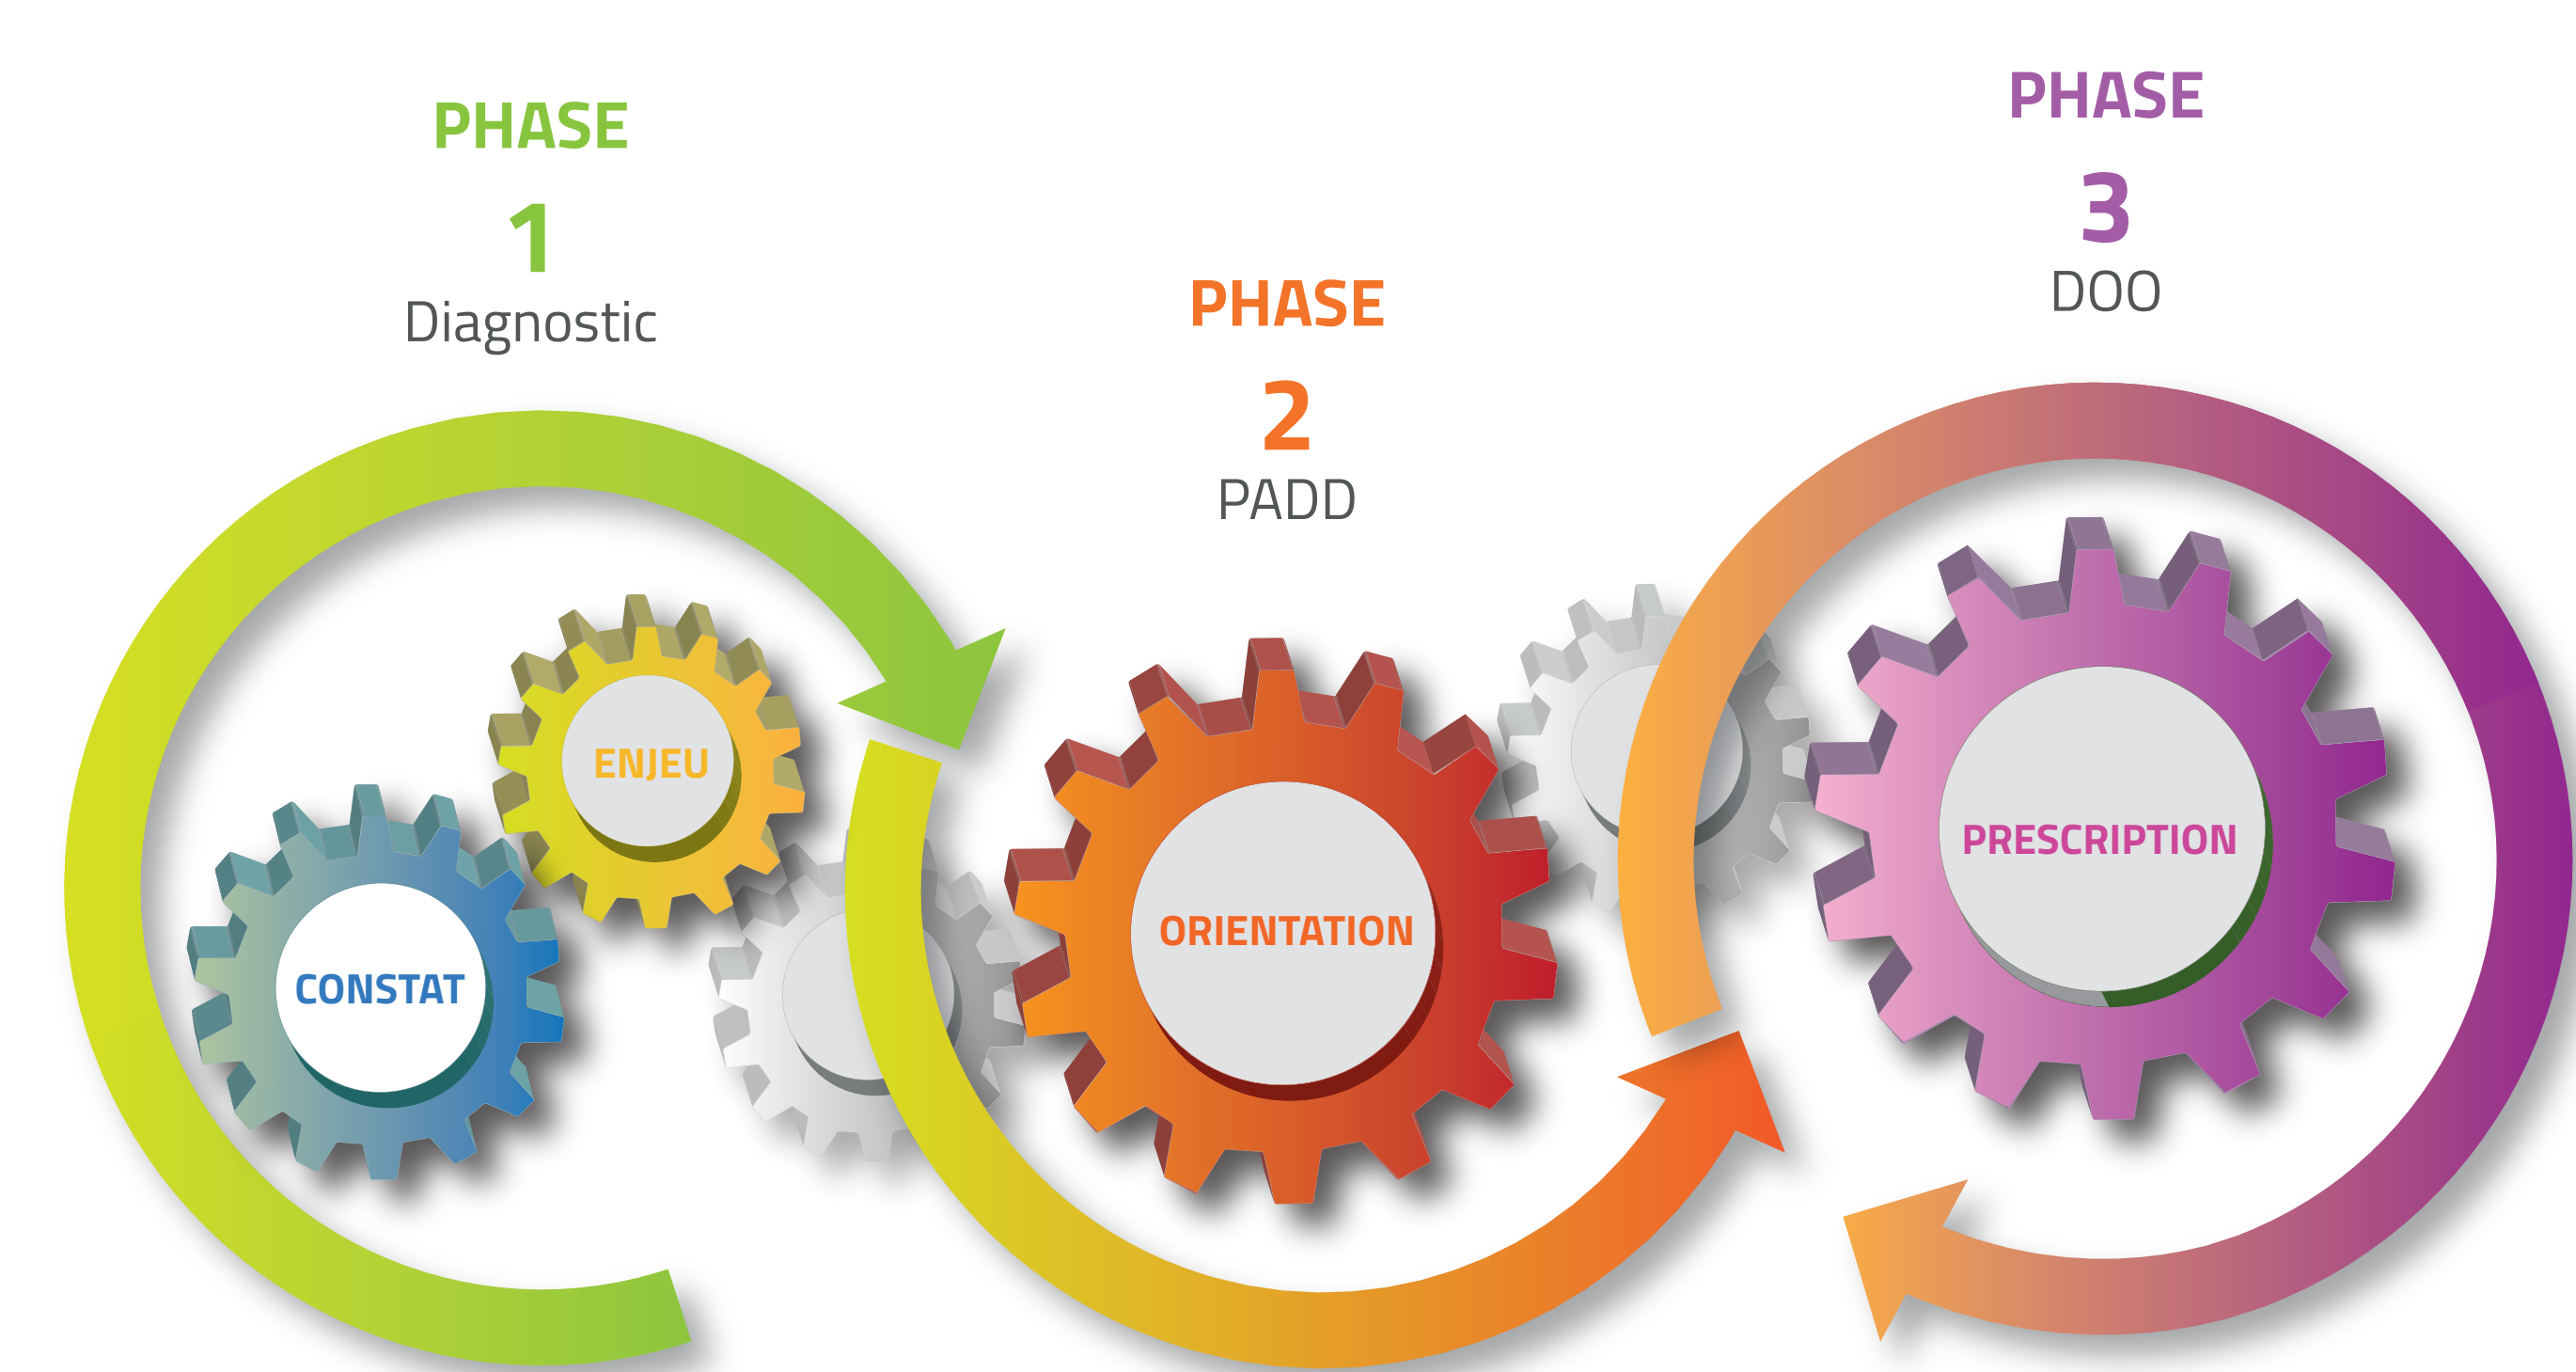 PHASE
1
Diagnostic
ENJEU
CONSTAT
PHASE
2
PADD
ORIENTATION
PHASE
3
DOO
PRESCRIPTION